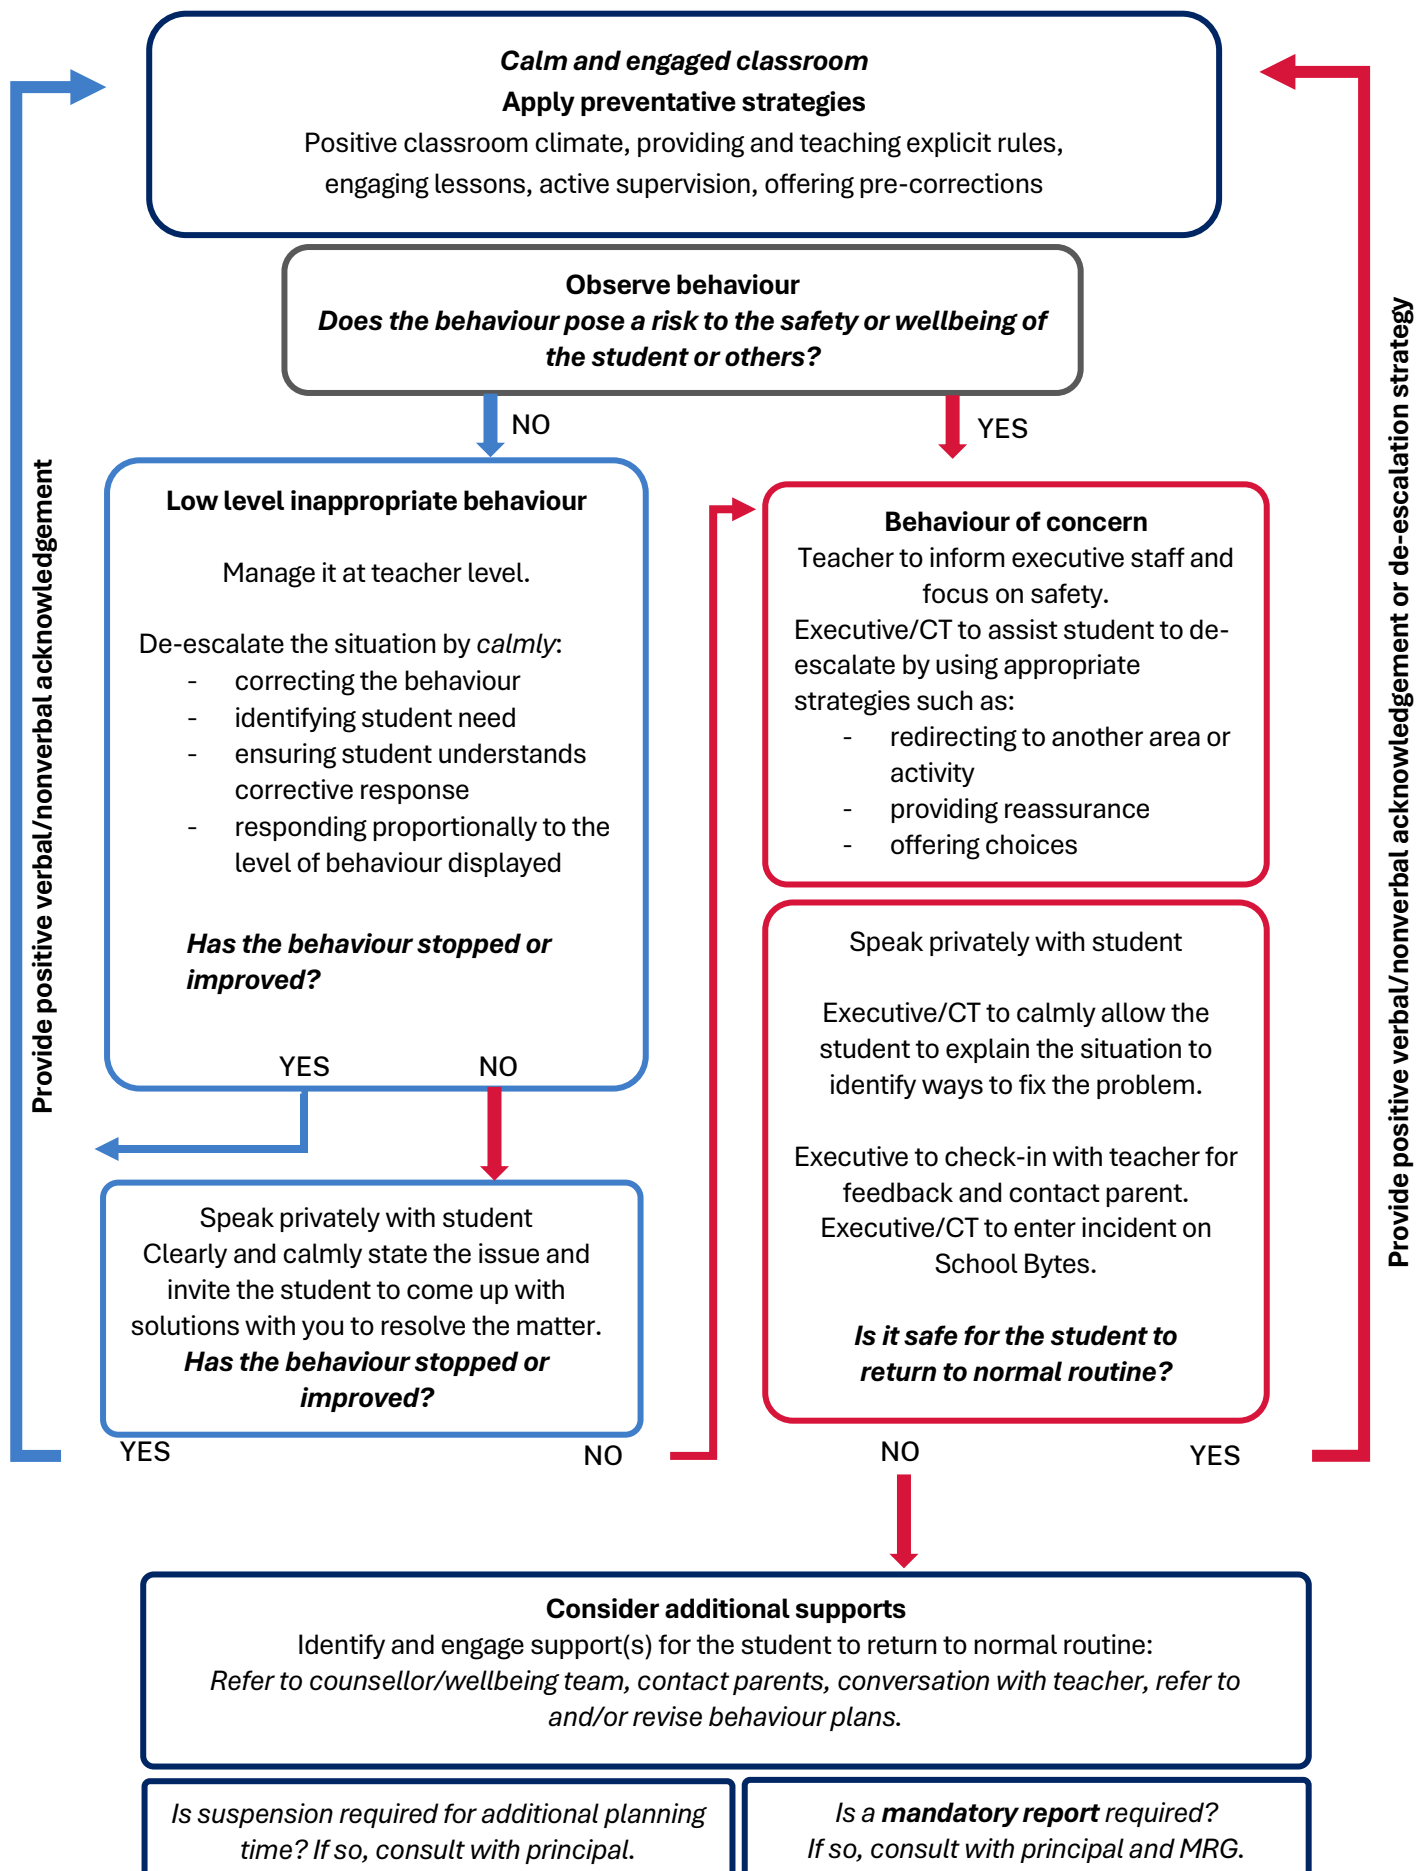 Calm and engaged classroom
Apply preventative strategies
Positive classroom climate, providing and teaching explicit rules,
engaging lessons, active supervision, offering pre-corrections
Observe behaviour
Does the behaviour pose a risk to the safety or wellbeing of
the student or others?
NO
YES
Provide positive verbal/nonverbal acknowledgement
Low level inappropriate behaviour
Manage it at teacher level.
De-escalate the situation by calmly:
- correcting the behaviour
- identifying student need
- ensuring student understands
corrective response
- responding proportionally to the
level of behaviour displayed
Has the behaviour stopped or
improved?
YES
NO
Speak privately with student
Clearly and calmly state the issue and
invite the student to come up with
solutions with you to resolve the matter.
Has the behaviour stopped or
improved?
YES
NO
Behaviour of concern
Teacher to inform executive staff and
focus on safety.
Executive/CT to assist student to de-
escalate by using appropriate
strategies such as:
- redirecting to another area or
activity
- providing reassurance
- offering choices
Speak privately with student
Executive/CT to calmly allow the
student to explain the situation to
identify ways to fix the problem.
Executive to check-in with teacher for
feedback and contact parent.
Executive/CT to enter incident on
School Bytes.
Is it safe for the student to
return to normal routine?
NO
YES
Provide positive verbal/nonverbal acknowledgement or de-escalation strategy
Consider additional supports
Identify and engage support(s) for the student to return to normal routine:
Refer to counsellor/wellbeing team, contact parents, conversation with teacher, refer to
and/or revise behaviour plans.
Is suspension required for additional planning
time? If so, consult with principal.
Is a mandatory report required?
If so, consult with principal and MRG.